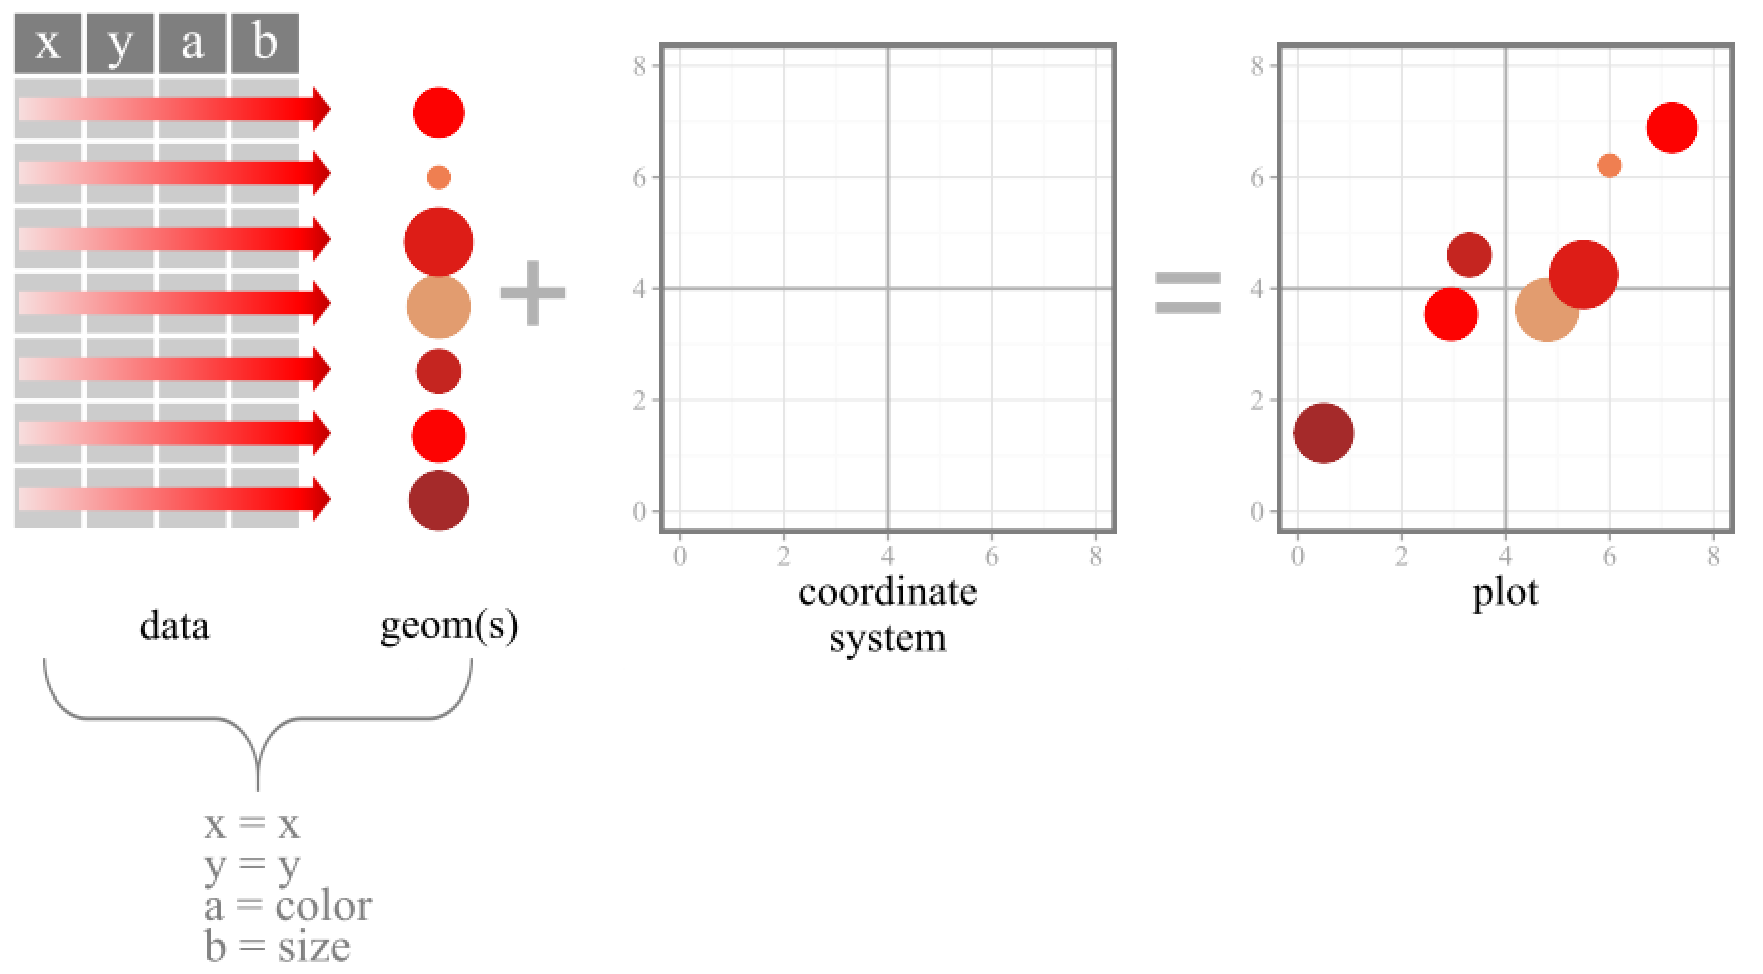 x y a b
+
=
8
6
4
2
0
0 2 4 6 8
8
6
4
2
0
0 2 4 6 8
data
geom(s)
coordinate
system
plot
x = x
y = y
a = color
b = size